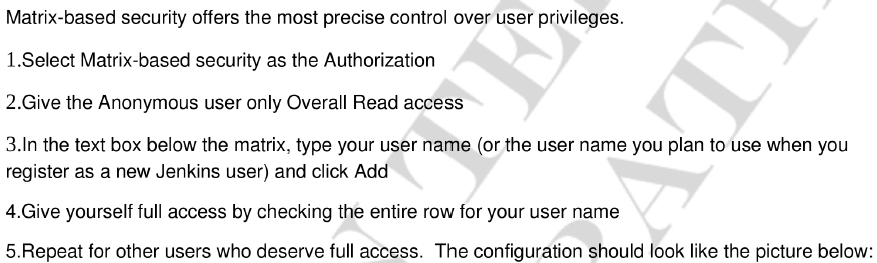 Matrix-based security offers the most precise control over user privileges.
1.Select Matrix-based security as the Authorization
2.Give the Anonymous user only Overall Read access
3.In the text box below the matrix, type your user name (or the user name you plan to use when you
register as a new Jenkins user) and click Add
4.Give yourself full access by checking the entire row for your user name
5.Repeat for other users who deserve full access.  The configuration should look like the picture below: